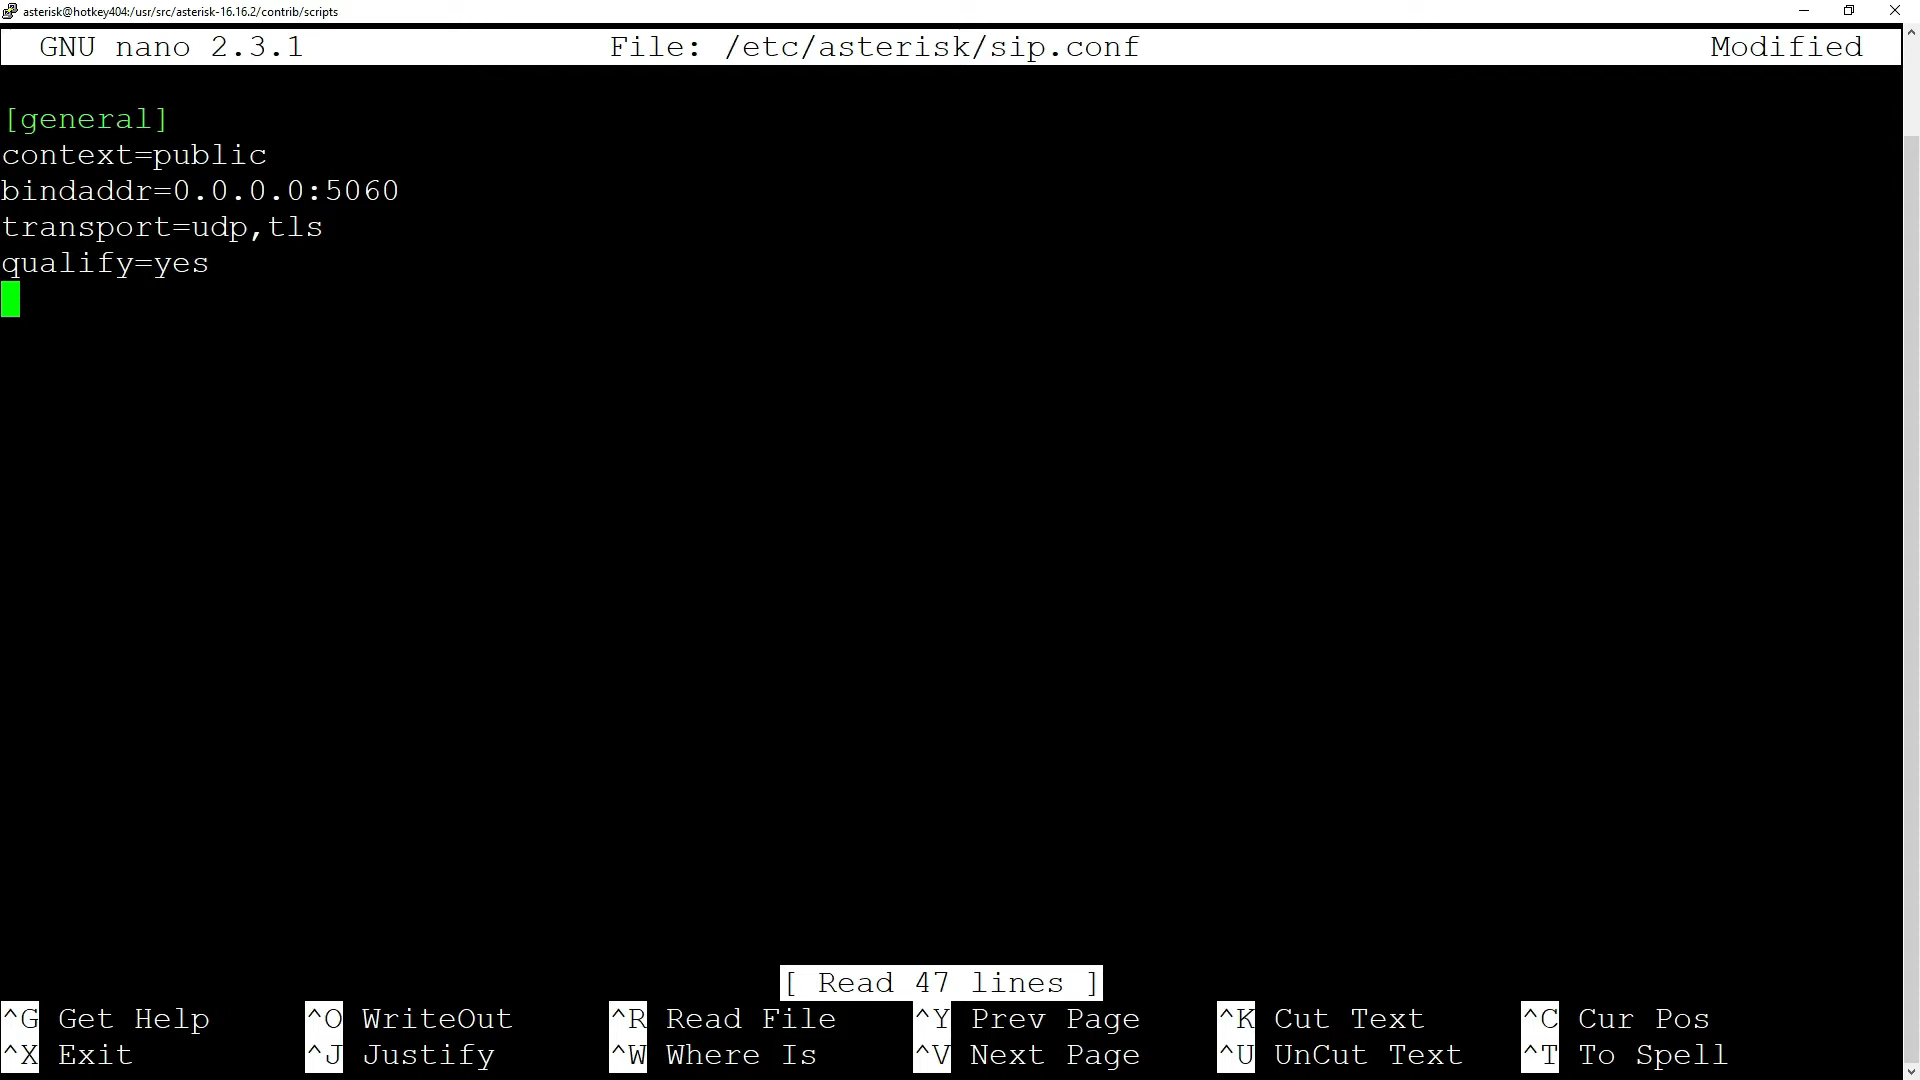 asterisk@hotkey404:/usr/src/asterisk-16.16.2/contrib/scripts
GNU nano 2.3.1 File: /etc/asterisk/sip.conf Modified
[general]
context=public
bindaddr=0.0.0.0:5060
transport=udp,tls
qualify=yes
[ Read 47 lines ]
^G Get Help ^O WriteOut ^R Read File ^Y Prev Page ^K Cut Text ^C Cur Pos
^X Exit ^J Justify ^W Where Is ^V Next Page ^U UnCut Text ^T To Spell